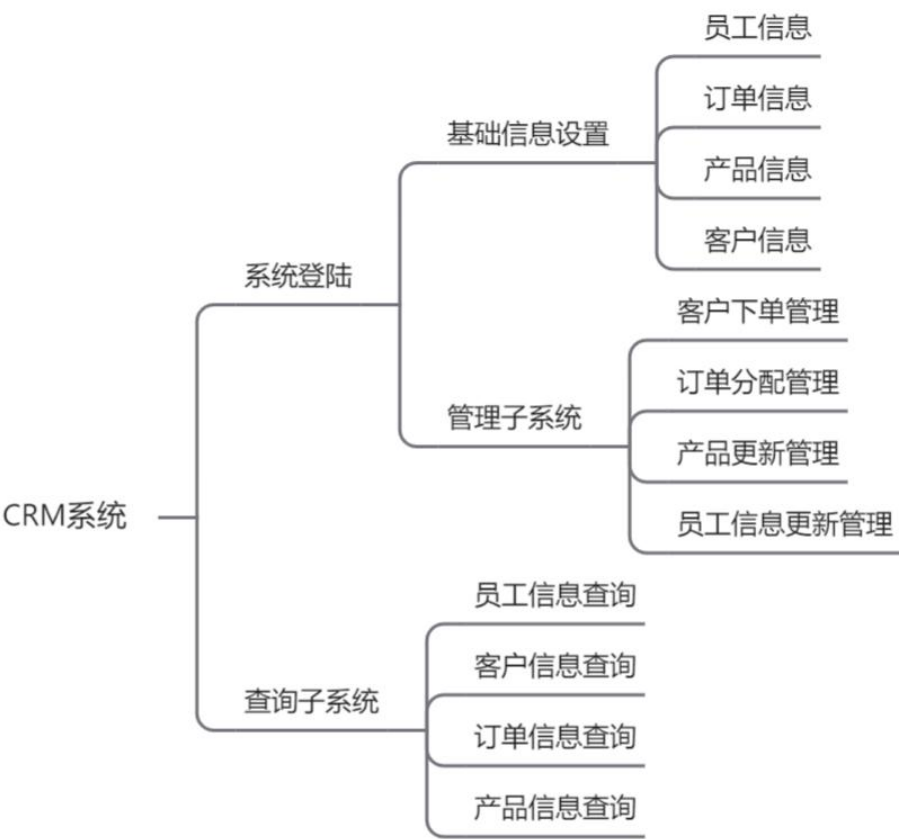 员工信息
订单信息
基础信息设置
产品信息
客户信息
系统登陆
客户下单管理
订单分配管理
管理子系统
产品更新管理
CRM系统
员工信息更新管理
员工信息查询
客户信息查询
查询子系统
订单信息查询
产品信息查询